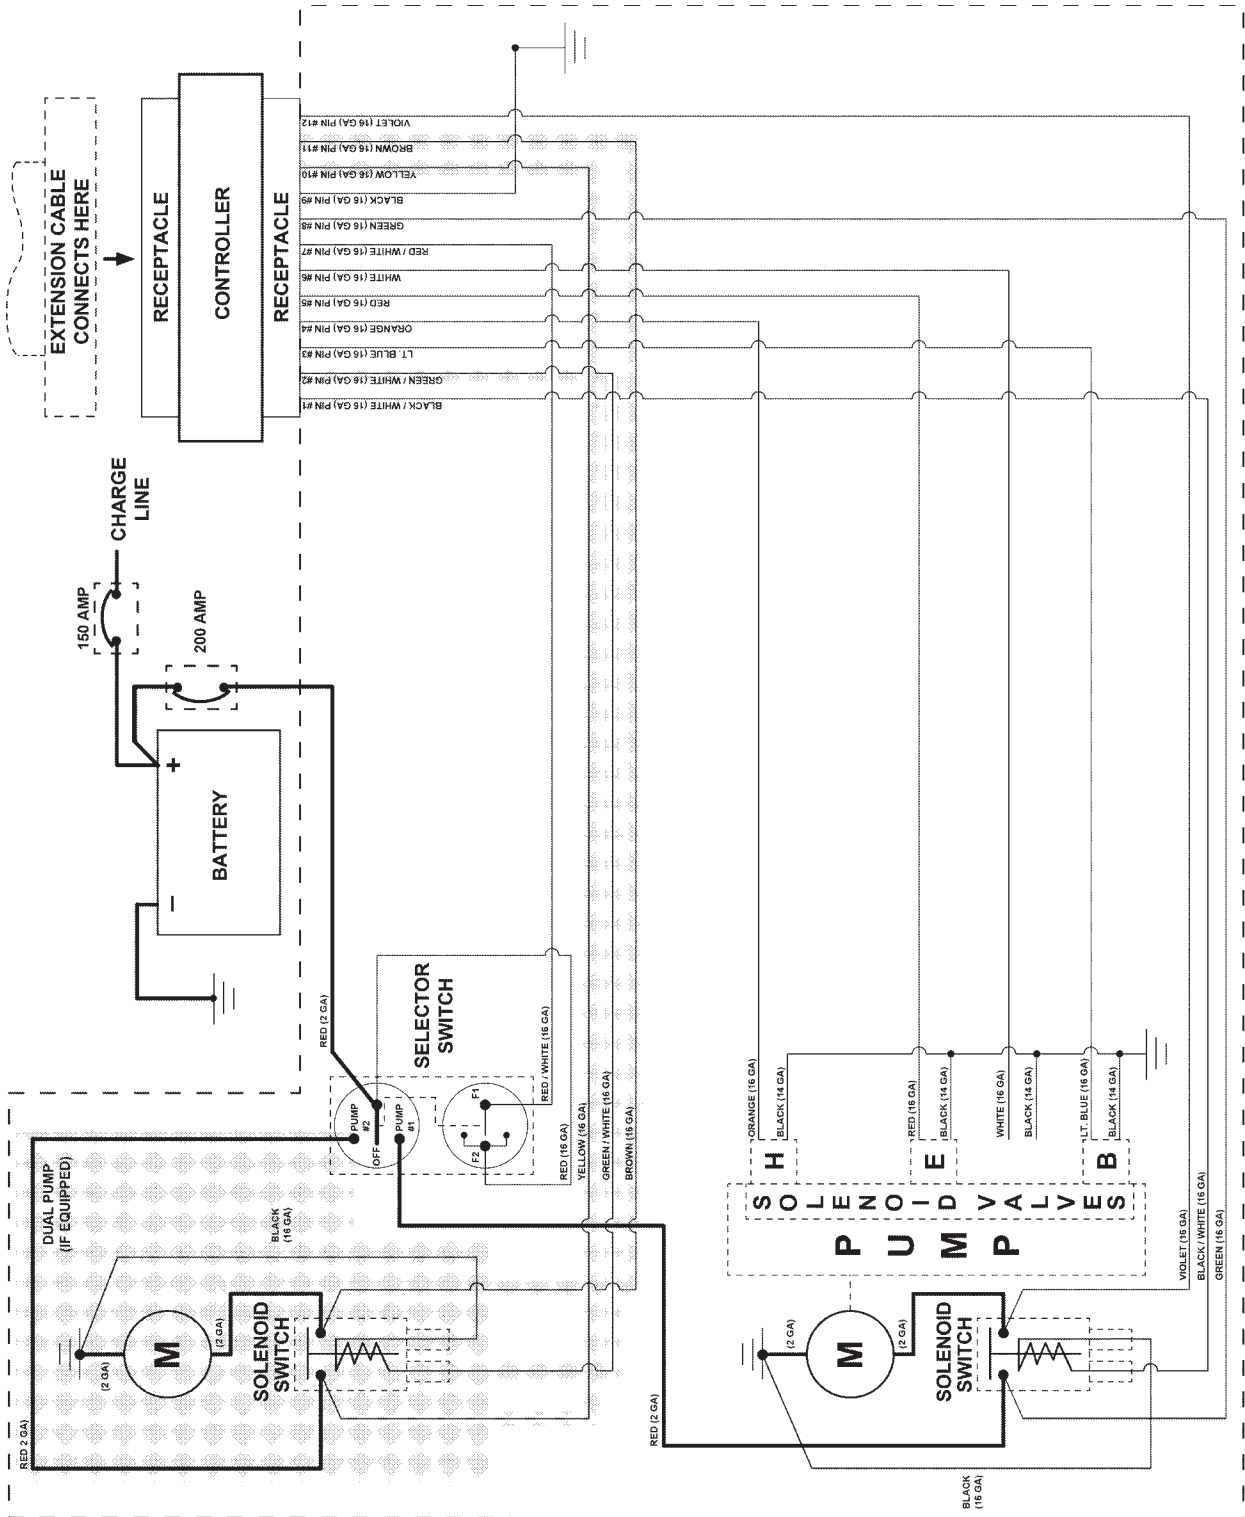 EXTENSION CABLE
CONNECTS HERE
RECEPTACLE
CONTROLLER
RECEPTACLE
VIOLET (16 GA) PIN #12
BROWN (16 GA) PIN #11
YELLOW (16 GA) PIN #10
BLACK (16 GA) PIN #9
GREEN (16 GA) PIN #8
RED / WHITE (16 GA) PIN #7
WHITE (16 GA) PIN #6
RED (16 GA) PIN #5
ORANGE (16 GA) PIN #4
LT. BLUE (16 GA) PIN #3
GREEN / WHITE (16 GA) PIN #2
BLACK / WHITE (16 GA) PIN #1
CHARGE
LINE
150 AMP
200 AMP
BATTERY
+
–
RED (2 GA)
SELECTOR
SWITCH
PUMP
#2
OFF
PUMP
#1
F1
F2
RED / WHITE (16 GA)
RED (16 GA)
YELLOW (16 GA)
GREEN / WHITE (16 GA)
BROWN (16 GA)
DUAL PUMP
(IF EQUIPPED)
BLACK
(16 GA)
RED 2 GA)
(2 GA)
M
(2 GA)
SOLENOID
SWITCH
RED (2 GA)
ORANGE (16 GA)
BLACK (14 GA)
RED (16 GA)
BLACK (14 GA)
WHITE (16 GA)
BLACK (14 GA)
LT. BLUE (16 GA)
BLACK (14 GA)
H
E
B
SOLENOID VALVES
PUMP
VIOLET (16 GA)
BLACK / WHITE (16 GA)
GREEN (16 GA)
(2 GA)
M
(2 GA)
SOLENOID
SWITCH
BLACK
(16 GA)